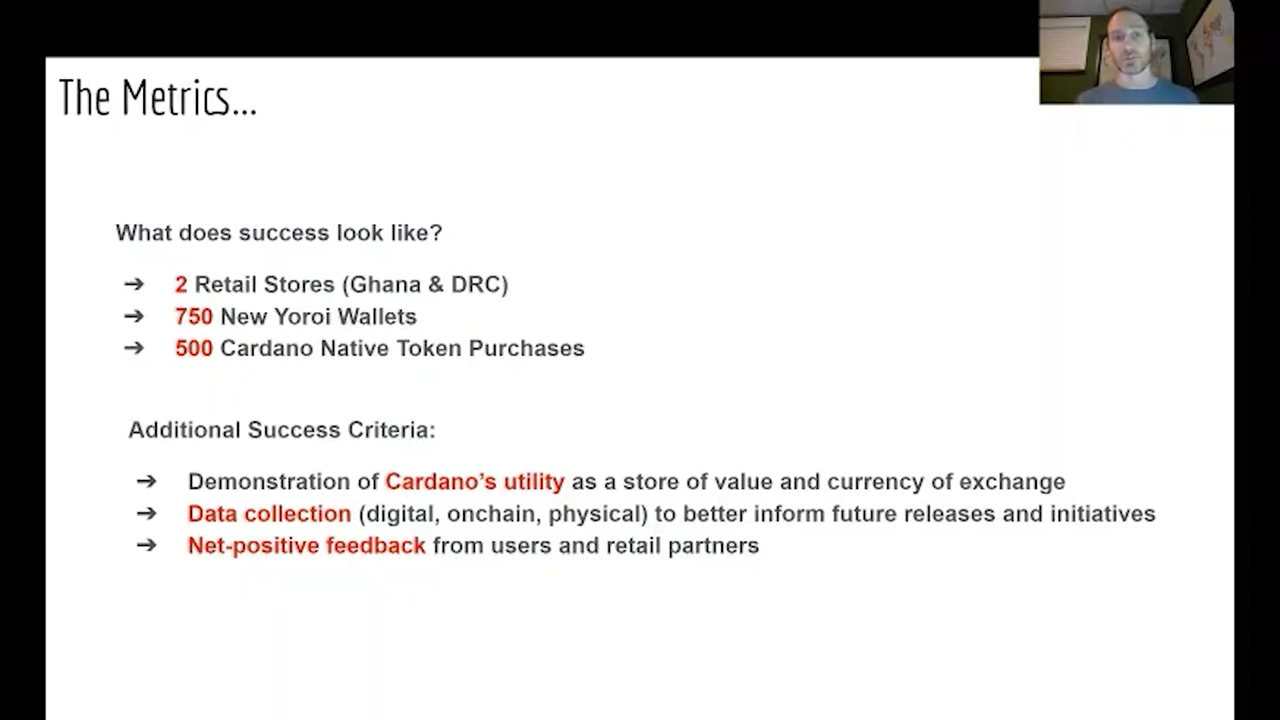 The Metrics...
What does success look like?
➔ 2 Retail Stores (Ghana & DRC)
➔ 750 New Yoroi Wallets
➔ 500 Cardano Native Token Purchases
Additional Success Criteria:
➔ Demonstration of Cardano’s utility as a store of value and currency of exchange
➔ Data collection (digital, onchain, physical) to better inform future releases and initiatives
➔ Net-positive feedback from users and retail partners